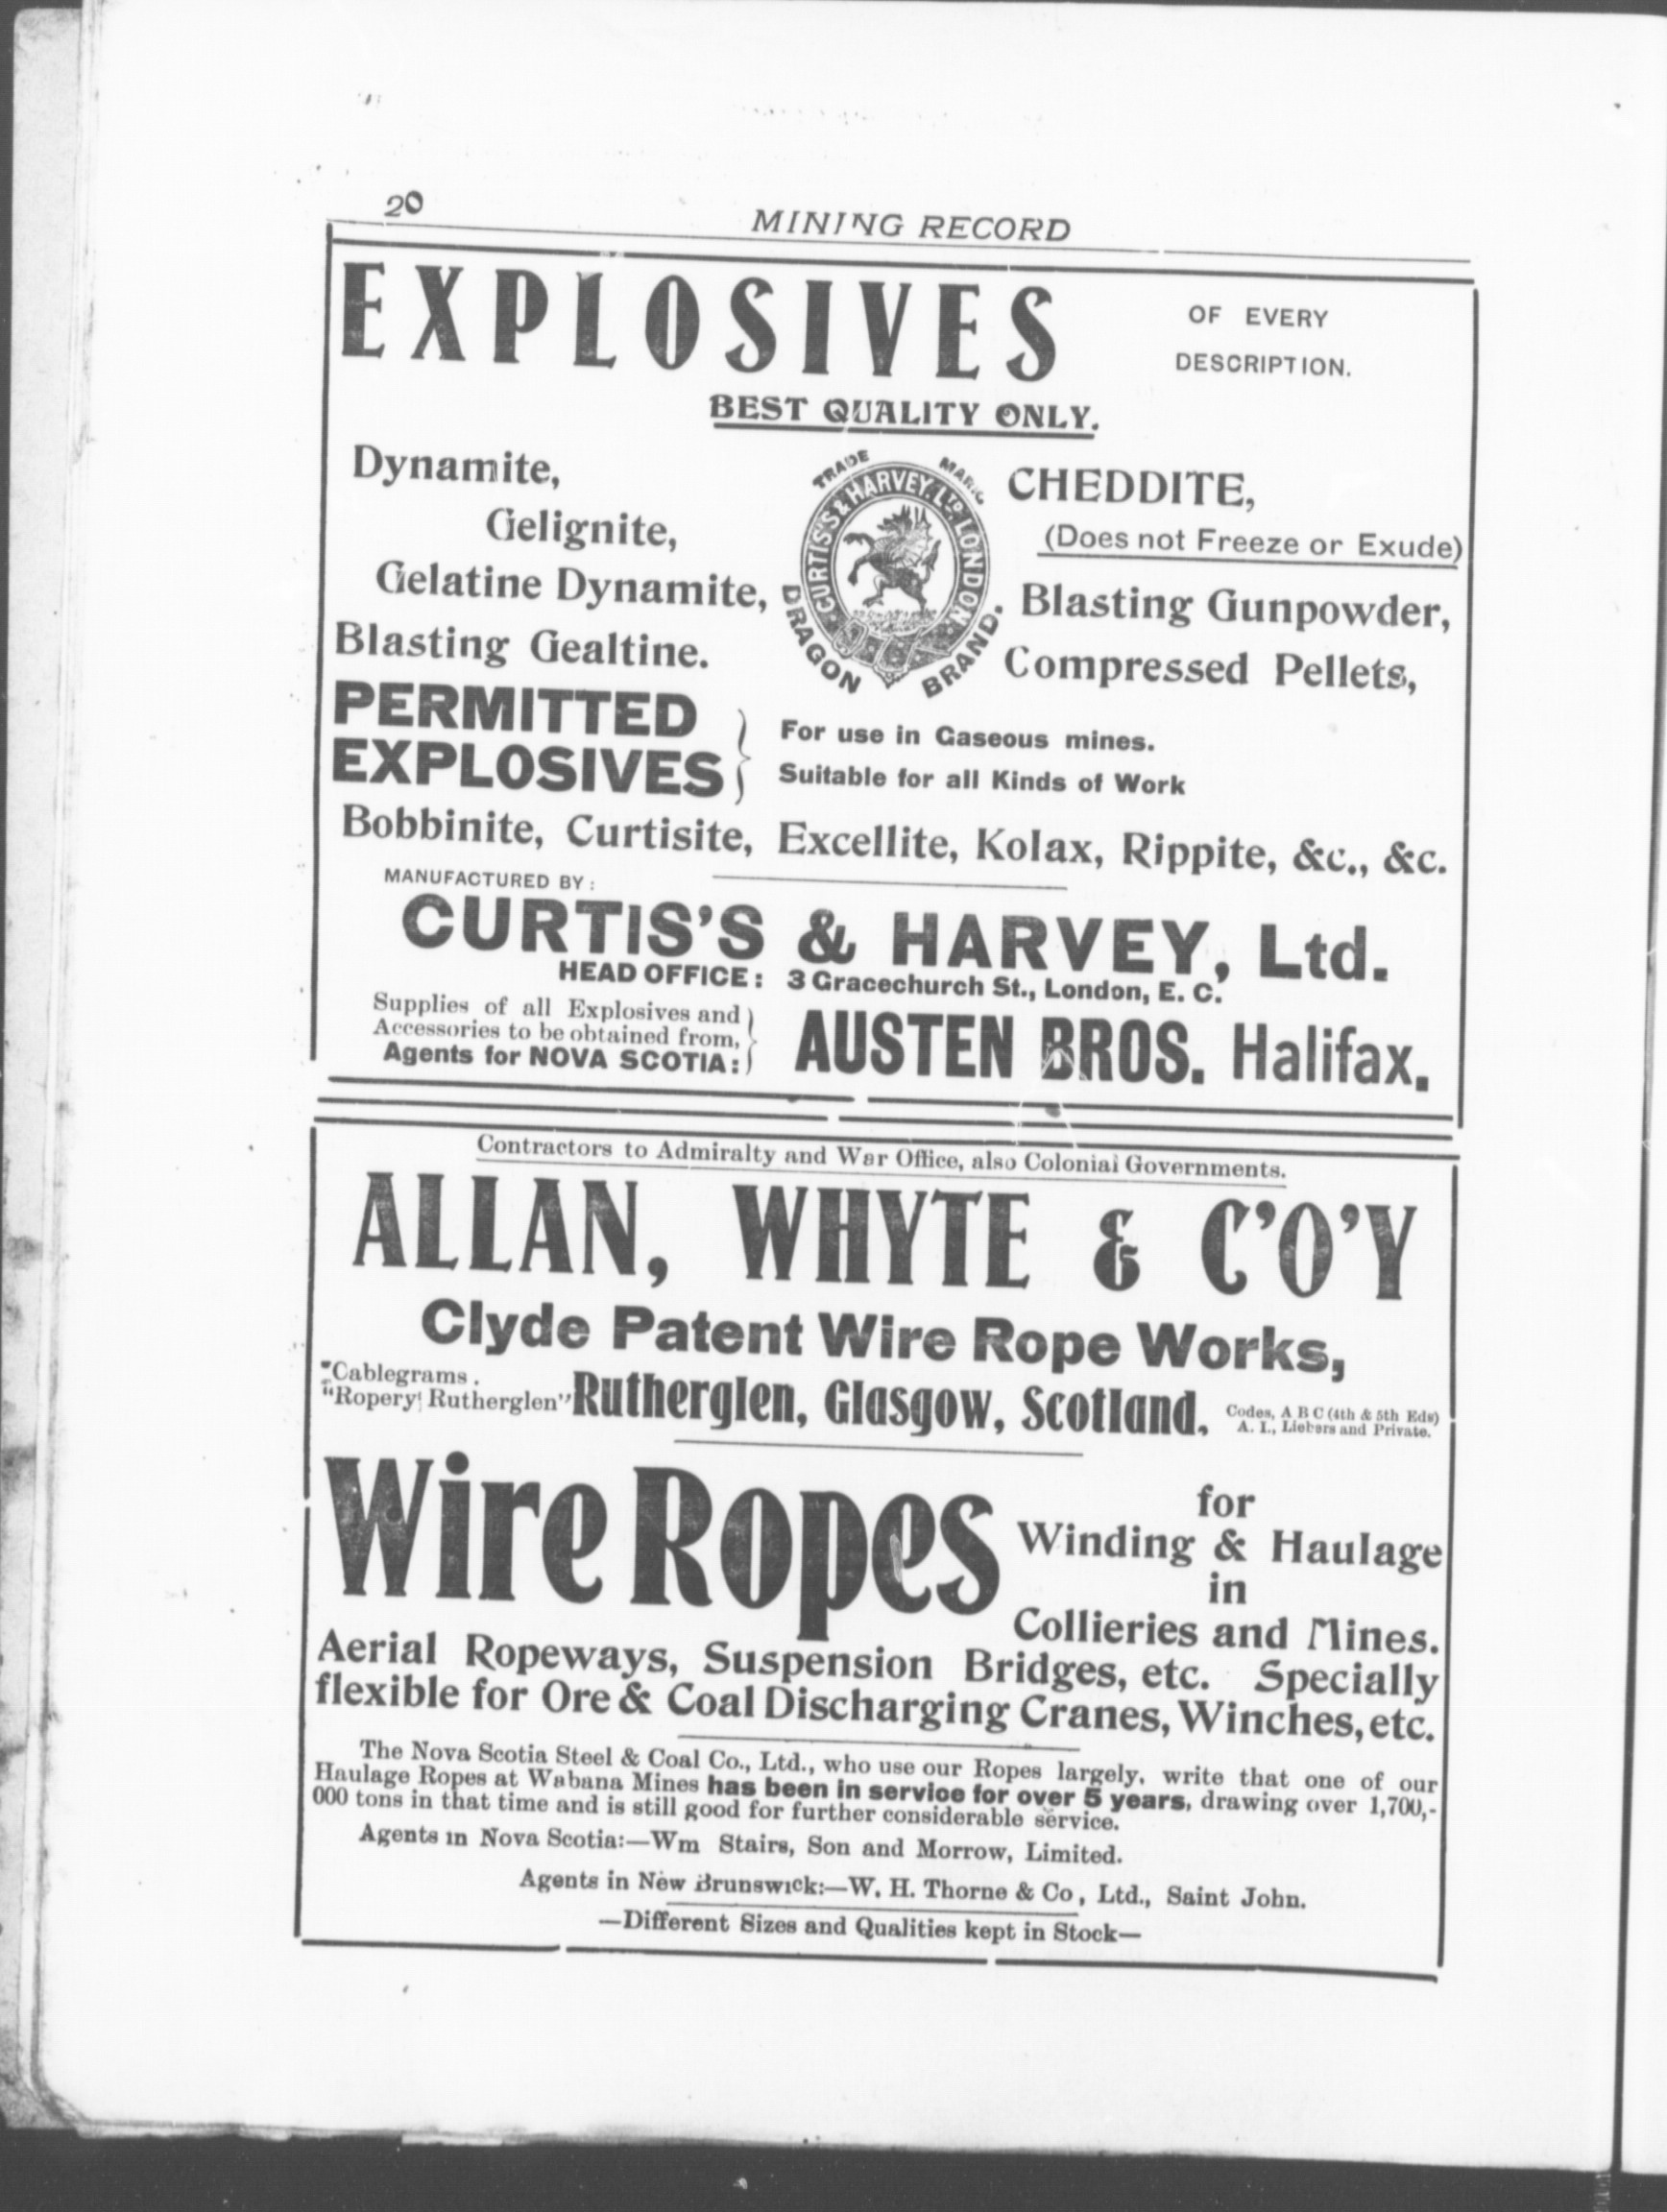 20
MINING RECORD
EXPLOSIVES
OF EVERY
DESCRIPTION.
BEST QUALITY ONLY.
Dynamite,
Gelignite,
Gelatine Dynamite,
Blasting Gealtine.
TRADE MARK
CURTIS'S & HARVEY, LTD. LONDON
DRAGON BRAND.
CHEDDITE,
(Does not Freeze or Exude)
Blasting Gunpowder,
Compressed Pellets,
PERMITTED
EXPLOSIVES
For use in Gaseous mines.
Suitable for all Kinds of Work
Bobbinite, Curtisite, Excellite, Kolax, Rippite, &c., &c.
MANUFACTURED BY:
CURTIS'S & HARVEY, Ltd.
HEAD OFFICE: 3 Gracechurch St., London, E. C.
Supplies of all Explosives and
Accessories to be obtained from,
Agents for NOVA SCOTIA:
AUSTEN BROS. Halifax.
Contractors to Admiralty and War Office, also Colonial Governments.
ALLAN, WHYTE & C'O'Y
Clyde Patent Wire Rope Works,
Cablegrams.
"Ropery! Rutherglen"
Rutherglen, Glasgow, Scotland.
Codes, A B C (4th & 5th Eds)
A. I., Liebers and Private.
Wire Ropes
for
Winding & Haulage
in
Collieries and Mines.
Aerial Ropeways, Suspension Bridges, etc. Specially
flexible for Ore & Coal Discharging Cranes, Winches, etc.
The Nova Scotia Steel & Coal Co., Ltd., who use our Ropes largely, write that one of our
Haulage Ropes at Wabana Mines has been in service for over 5 years, drawing over 1,700,-
000 tons in that time and is still good for further considerable service.
Agents in Nova Scotia:—Wm Stairs, Son and Morrow, Limited.
Agents in New Brunswick:—W. H. Thorne & Co, Ltd., Saint John.
—Different Sizes and Qualities kept in Stock—